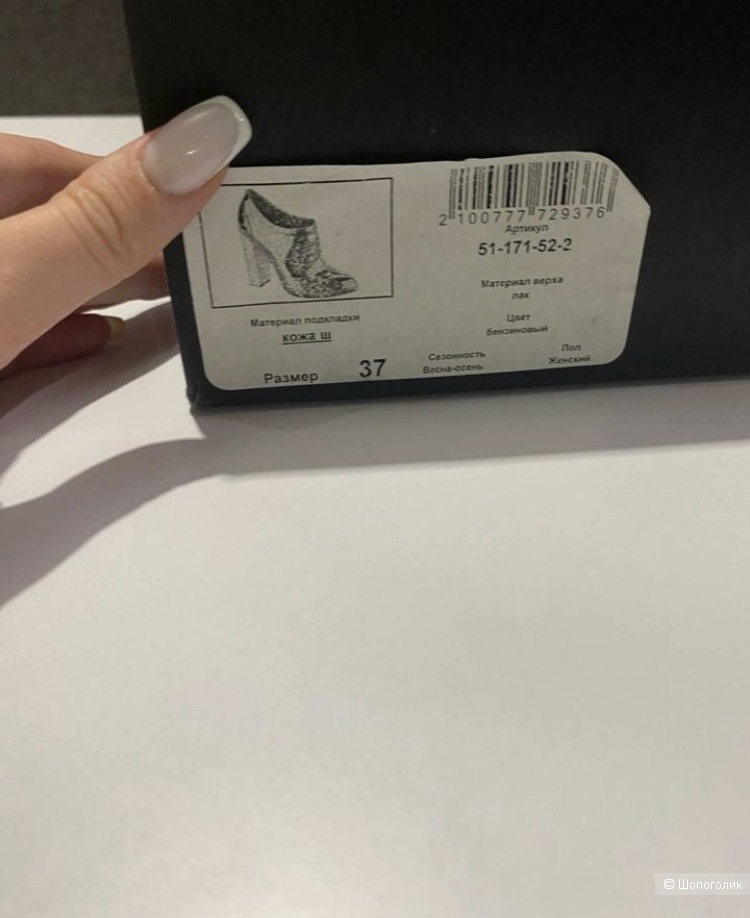 2 100777 729376
Артикул
51-171-52-2
Материал верха
лак
Цвет
бензиновый
Материал подкладки
кожа ш
Размер 37
Сезонность
Весна-осень
Пол
Женский
© Шопоголик